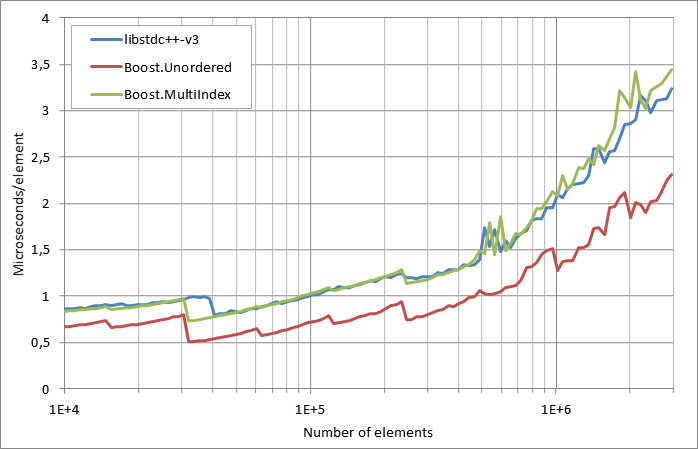 4
3,5
3
2,5
2
1,5
1
0,5
0
Microseconds/element
libstdc++-v3
Boost.Unordered
Boost.MultiIndex
1E+4 1E+5 1E+6
Number of elements